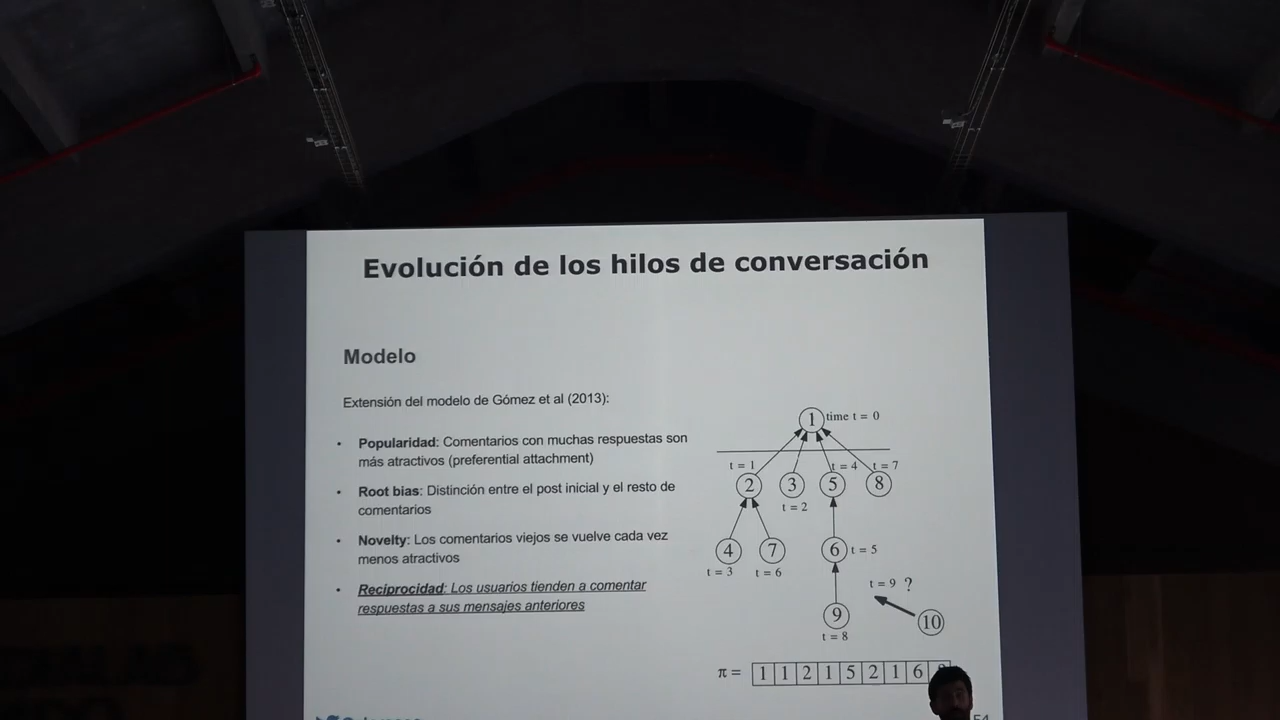 Evolución de los hilos de conversación
Modelo
Extensión del modelo de Gómez et al (2013):
• Popularidad: Comentarios con muchas respuestas son
más atractivos (preferential attachment)
• Root bias: Distinción entre el post inicial y el resto de
comentarios
• Novelty: Los comentarios viejos se vuelve cada vez
menos atractivos
• Reciprocidad: Los usuarios tienden a comentar
respuestas a sus mensajes anteriores
1 time t = 0
t = 1 t = 4 t = 7
2 3 5 8
t = 2
4 7 6 t = 5
t = 3 t = 6
t = 9 ?
9 10
t = 8
π = 1 1 2 1 5 2 1 6